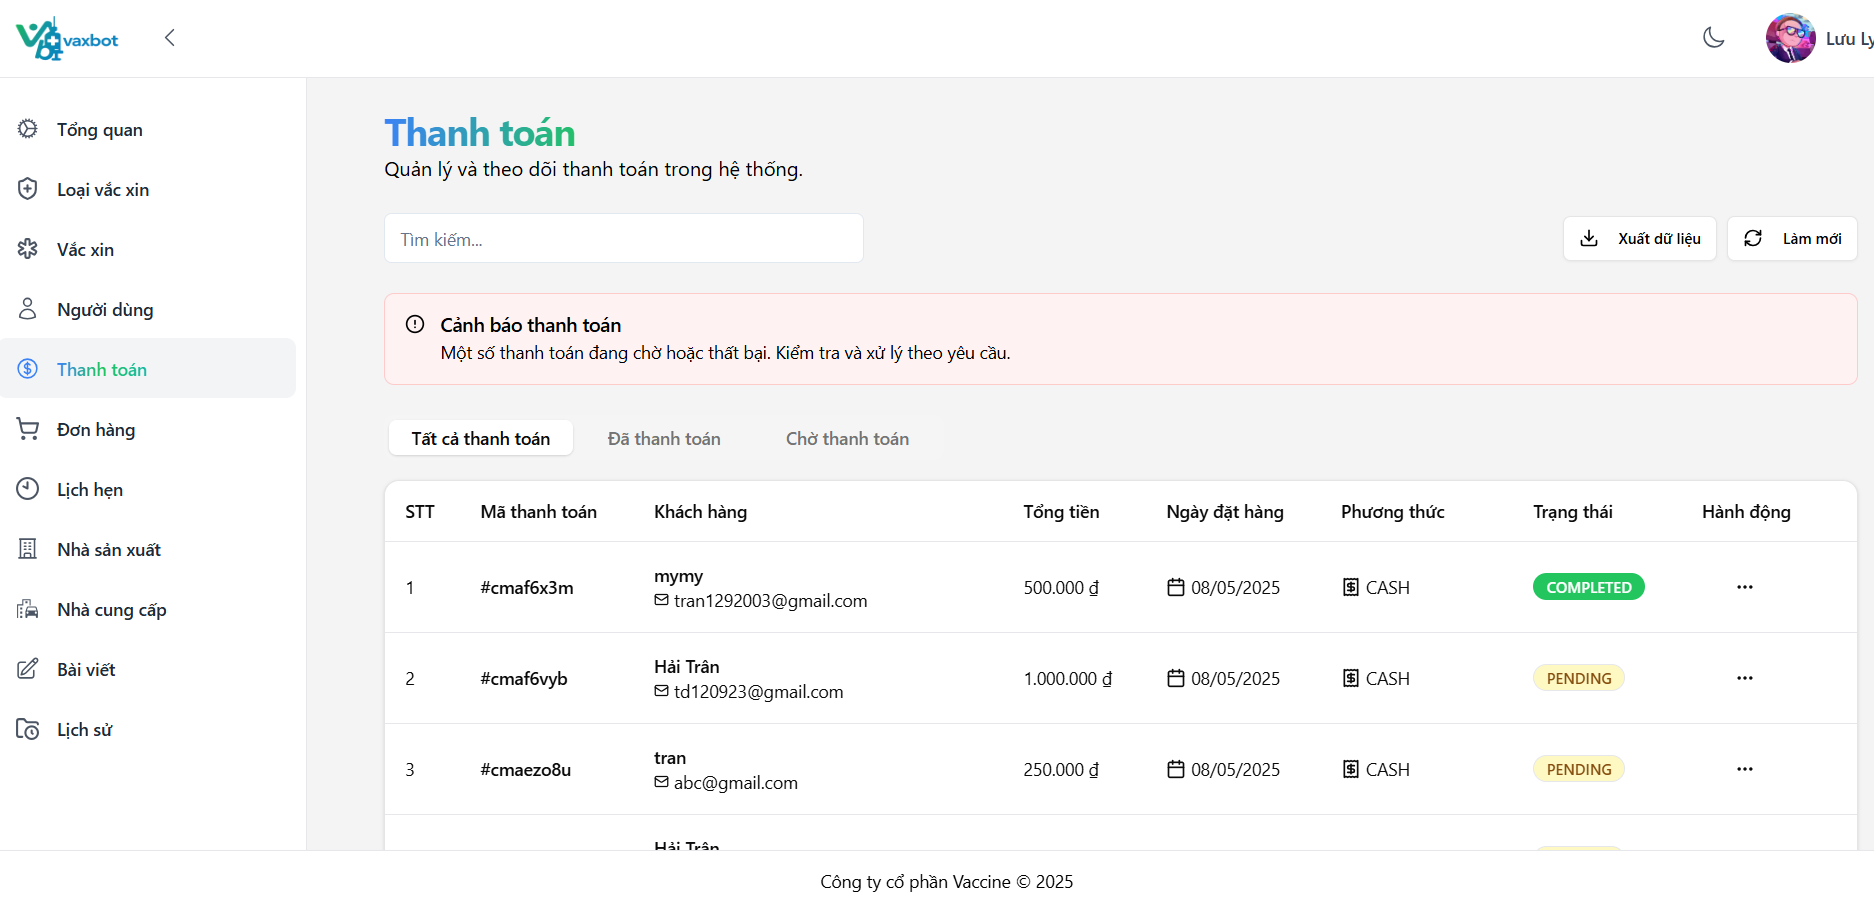 vaxbot
Lưu Ly
Tổng quan
Loại vắc xin
Vắc xin
Người dùng
Thanh toán
Đơn hàng
Lịch hẹn
Nhà sản xuất
Nhà cung cấp
Bài viết
Lịch sử
Thanh toán
Quản lý và theo dõi thanh toán trong hệ thống.
Tìm kiếm...
Xuất dữ liệu
Làm mới
Cảnh báo thanh toán
Một số thanh toán đang chờ hoặc thất bại. Kiểm tra và xử lý theo yêu cầu.
Tất cả thanh toán
Đã thanh toán
Chờ thanh toán
STT Mã thanh toán Khách hàng Tổng tiền Ngày đặt hàng Phương thức Trạng thái Hành động
1 #cmaf6x3m mymy 500.000 ₫ 08/05/2025 CASH COMPLETED
tran1292003@gmail.com
2 #cmaf6vyb Hải Trân 1.000.000 ₫ 08/05/2025 CASH PENDING
td120923@gmail.com
3 #cmaezo8u tran 250.000 ₫ 08/05/2025 CASH PENDING
abc@gmail.com
Hải Trân
Công ty cổ phần Vaccine © 2025